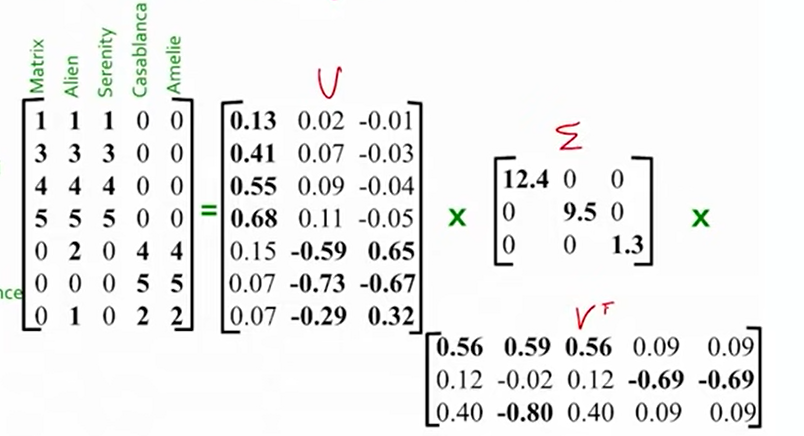 Matrix
Alien
Serenity
Casablanca
Amelie
U
1 1 1 0 0
3 3 3 0 0
4 4 4 0 0
5 5 5 0 0
0 2 0 4 4
0 0 0 5 5
0 1 0 2 2
=
0.13 0.02 -0.01
0.41 0.07 -0.03
0.55 0.09 -0.04
0.68 0.11 -0.05
0.15 -0.59 0.65
0.07 -0.73 -0.67
0.07 -0.29 0.32
x
Σ
12.4 0 0
0 9.5 0
0 0 1.3
x
V^T
0.56 0.59 0.56 0.09 0.09
0.12 -0.02 0.12 -0.69 -0.69
0.40 -0.80 0.40 0.09 0.09
nce